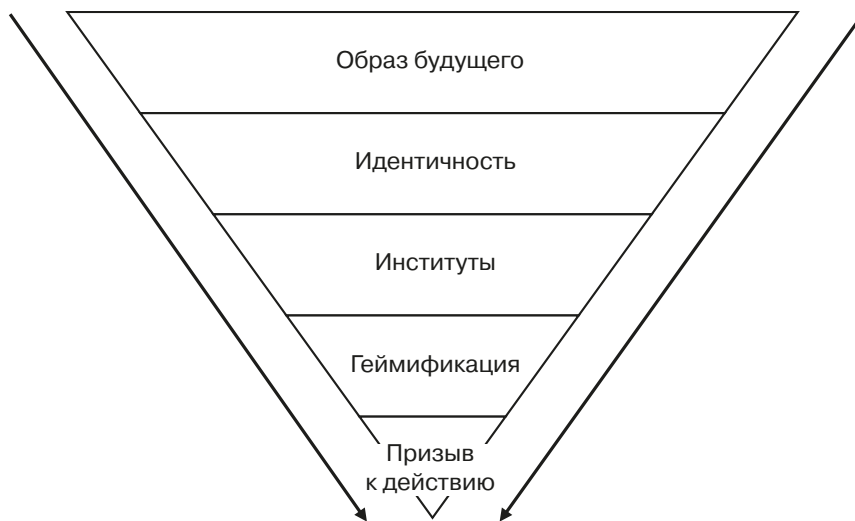 Образ будущего
Идентичность
Институты
Геймификация
Призыв
к действию